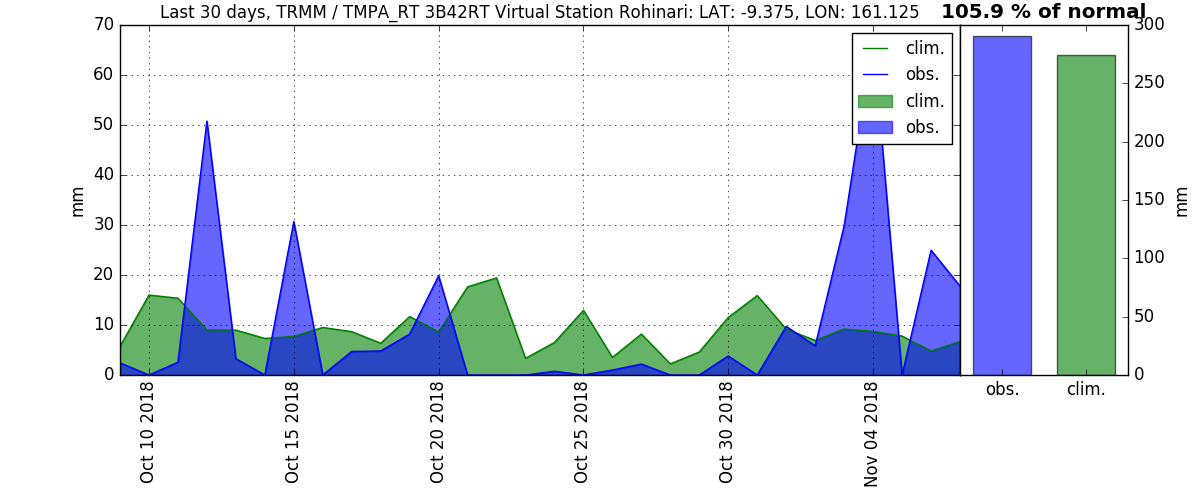 Last 30 days, TRMM / TMPA_RT 3B42RT Virtual Station Rohinari: LAT: -9.375, LON: 161.125
105.9 % of normal
70
60
50
40
30
20
10
0
mm
clim.
obs.
clim.
obs.
Oct 10 2018
Oct 15 2018
Oct 20 2018
Oct 25 2018
Oct 30 2018
Nov 04 2018
300
250
200
150
100
50
0
mm
obs.
clim.